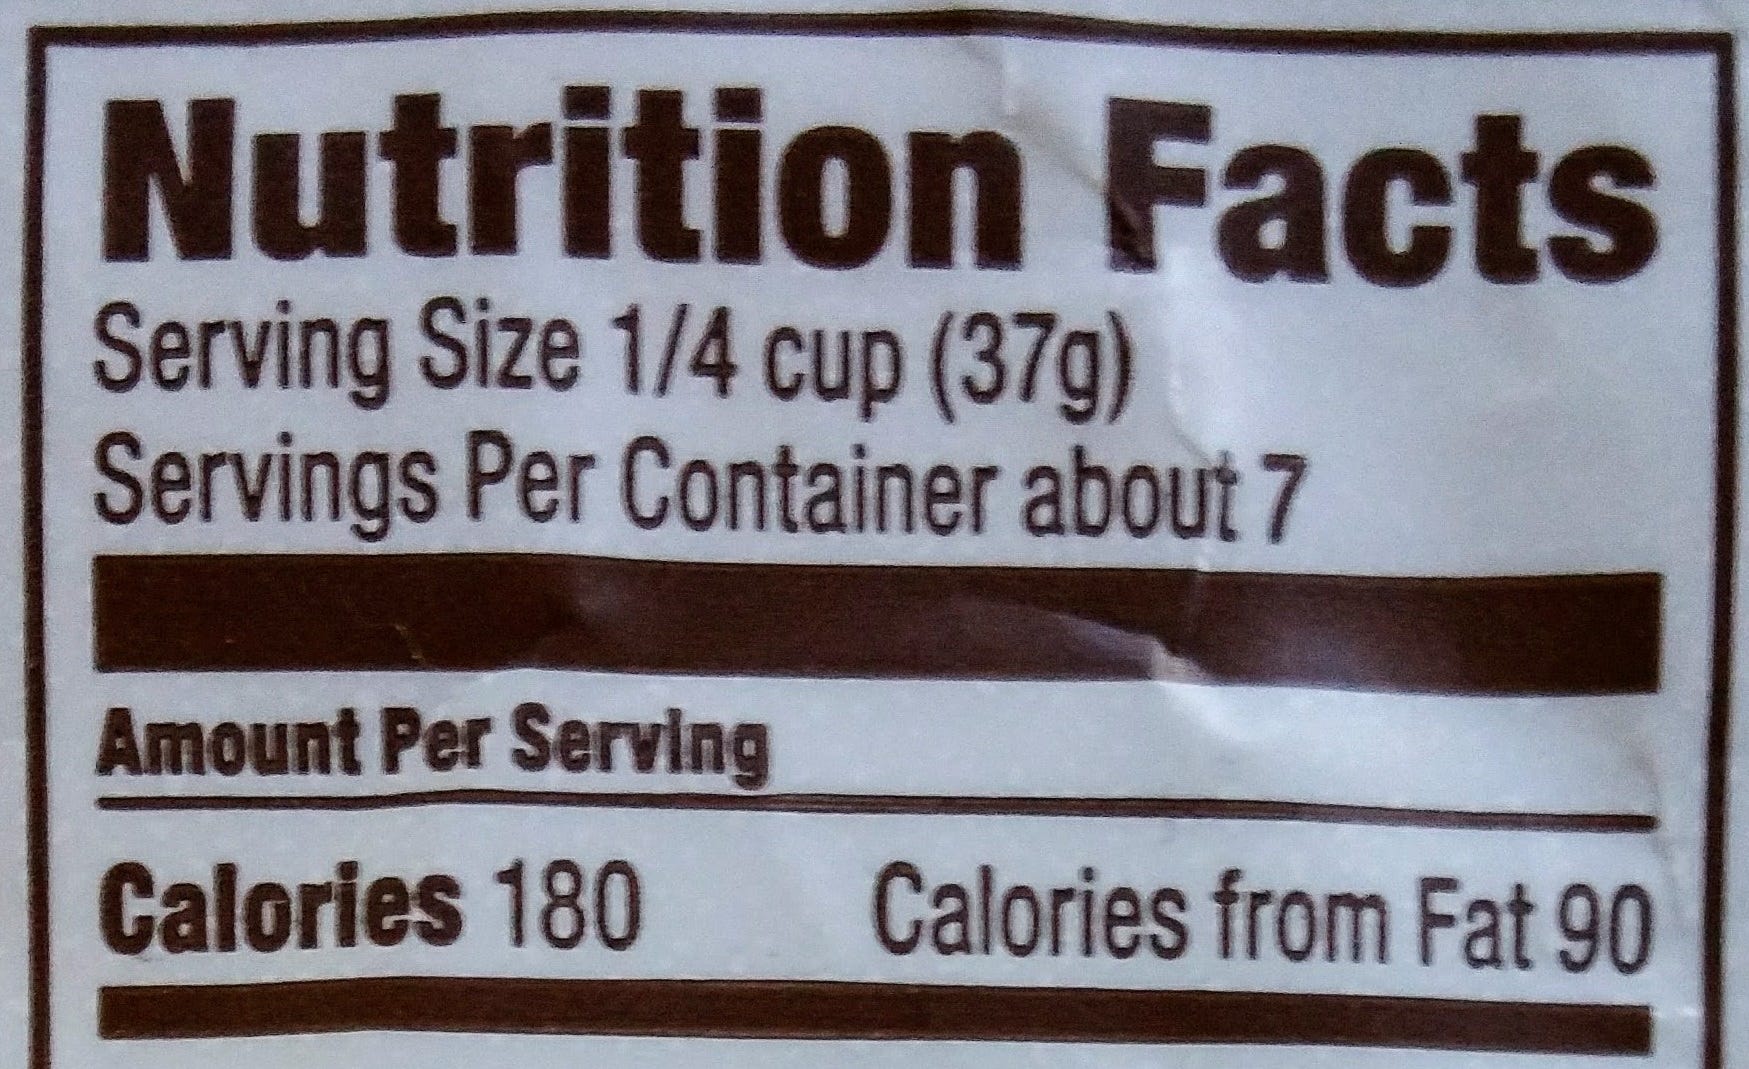 Nutrition Facts
Serving Size 1/4 cup (37g)
Servings Per Container about 7
Amount Per Serving
Calories 180 Calories from Fat 90